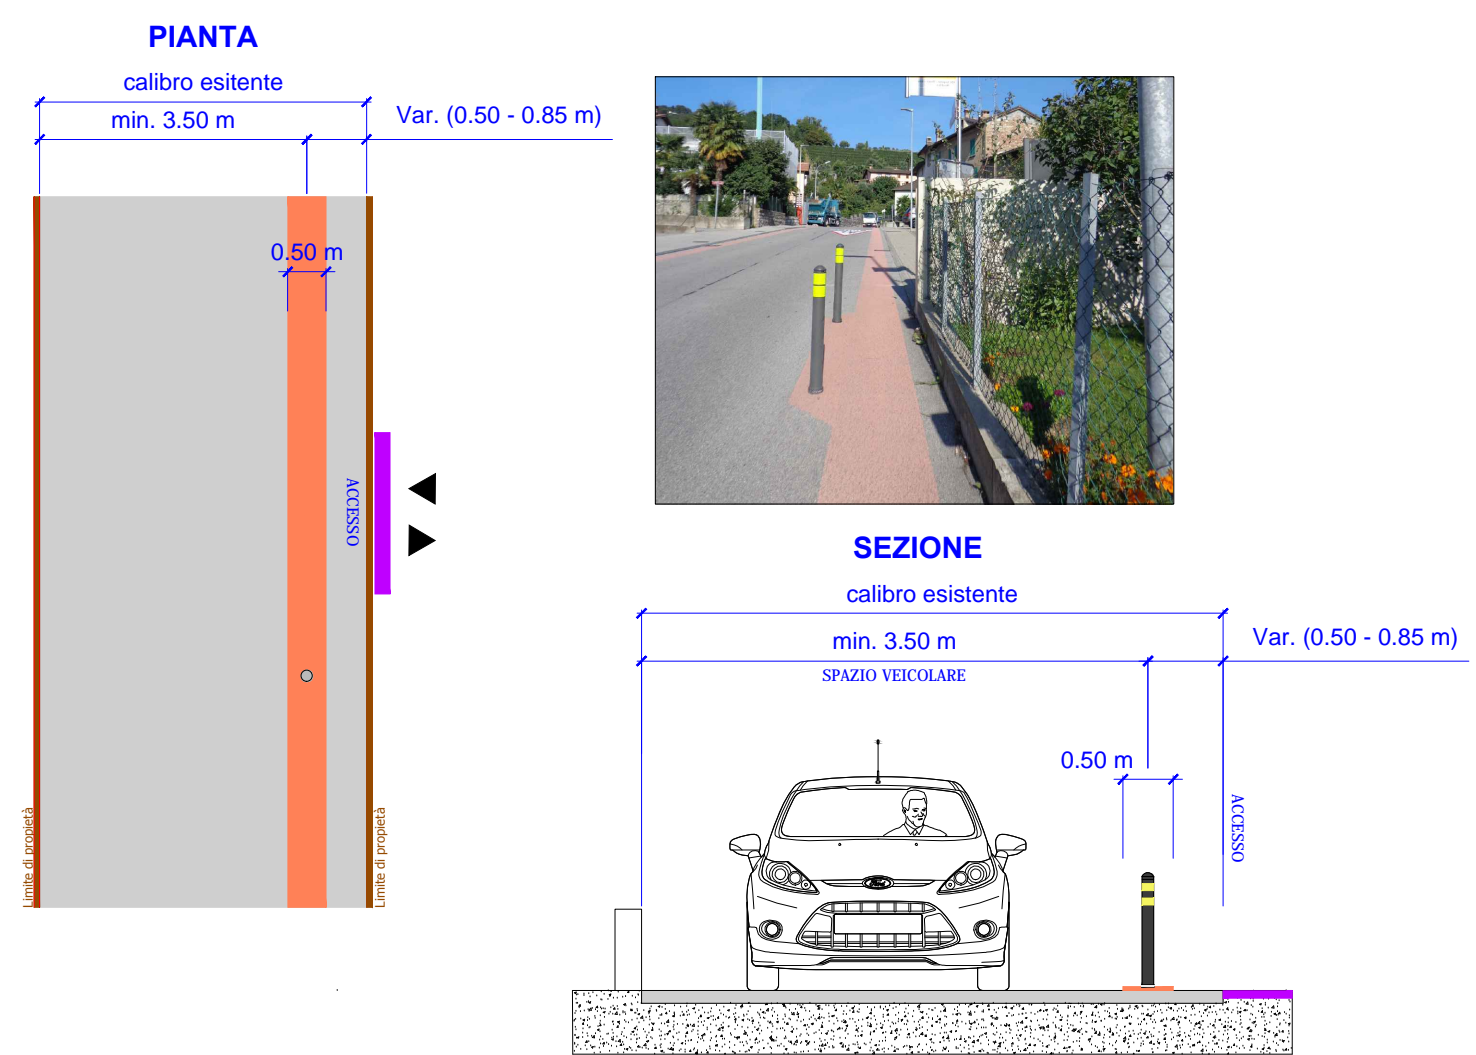 PIANTA
calibro esitente
min. 3.50 m
Var. (0.50 - 0.85 m)
0.50 m
ACCESSO
Limite di propietà
Limite di propietà
SEZIONE
calibro esistente
min. 3.50 m
Var. (0.50 - 0.85 m)
SPAZIO VEICOLARE
0.50 m
ACCESSO
Ford